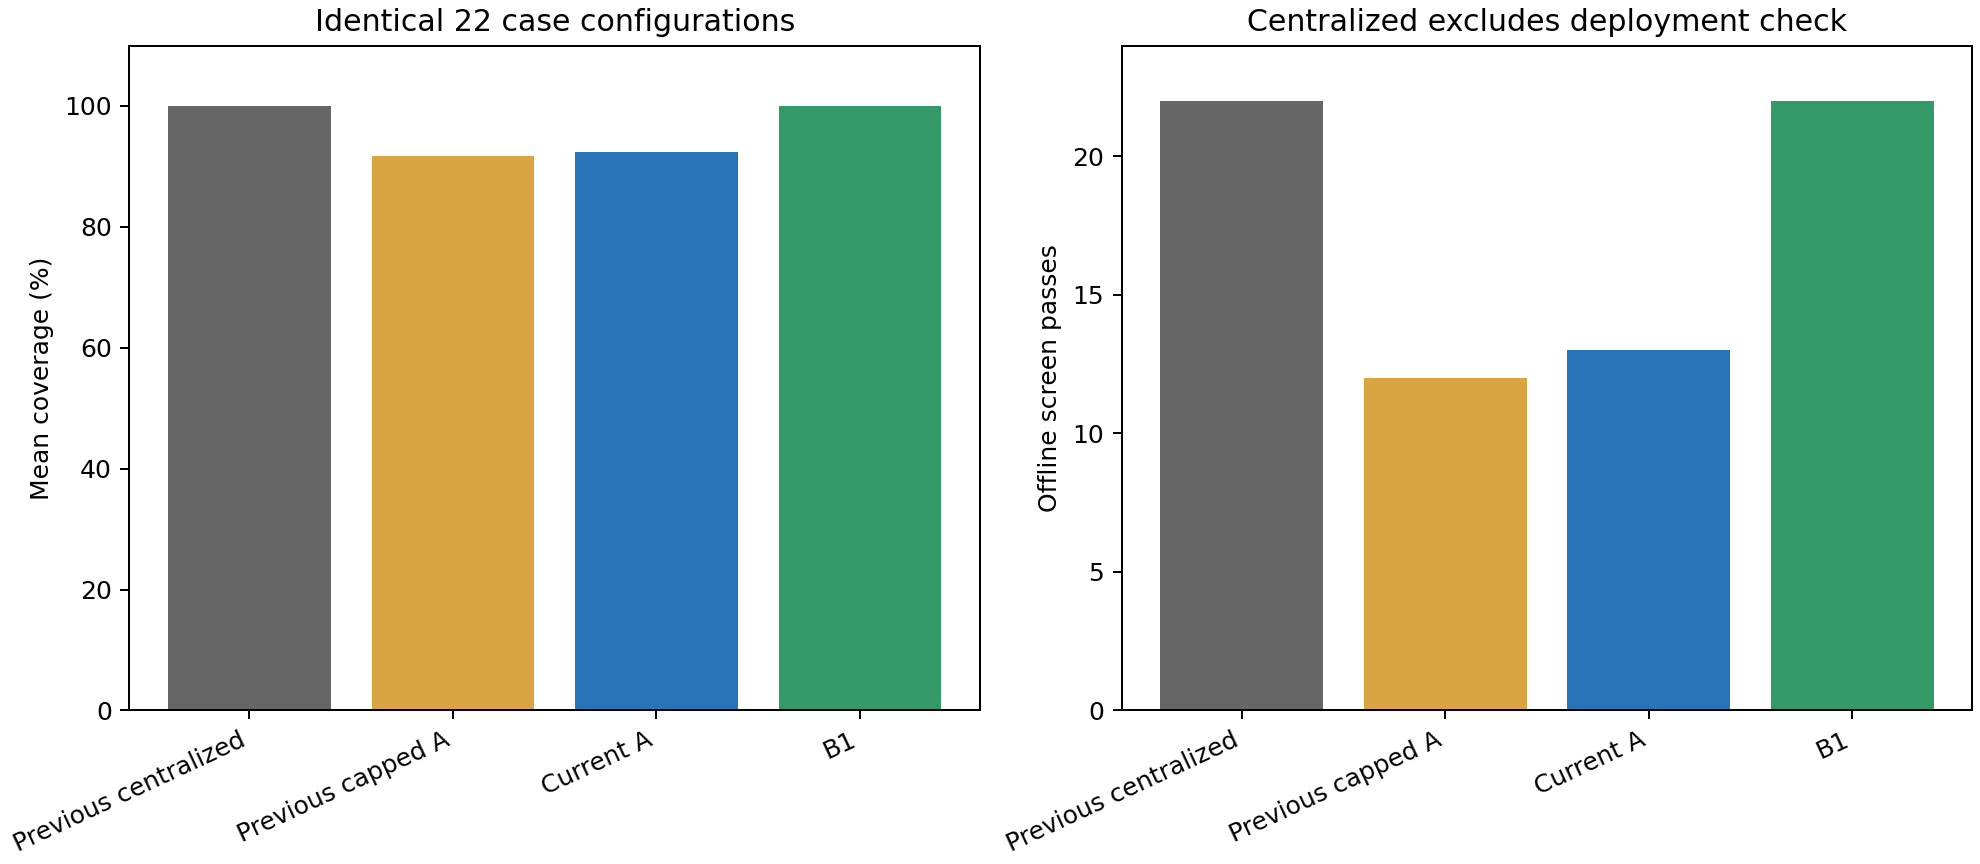 Identical 22 case configurations
Mean coverage (%)
100
80
60
40
20
0
Previous centralized
Previous capped A
Current A
B1
Centralized excludes deployment check
Offline screen passes
20
15
10
5
0
Previous centralized
Previous capped A
Current A
B1